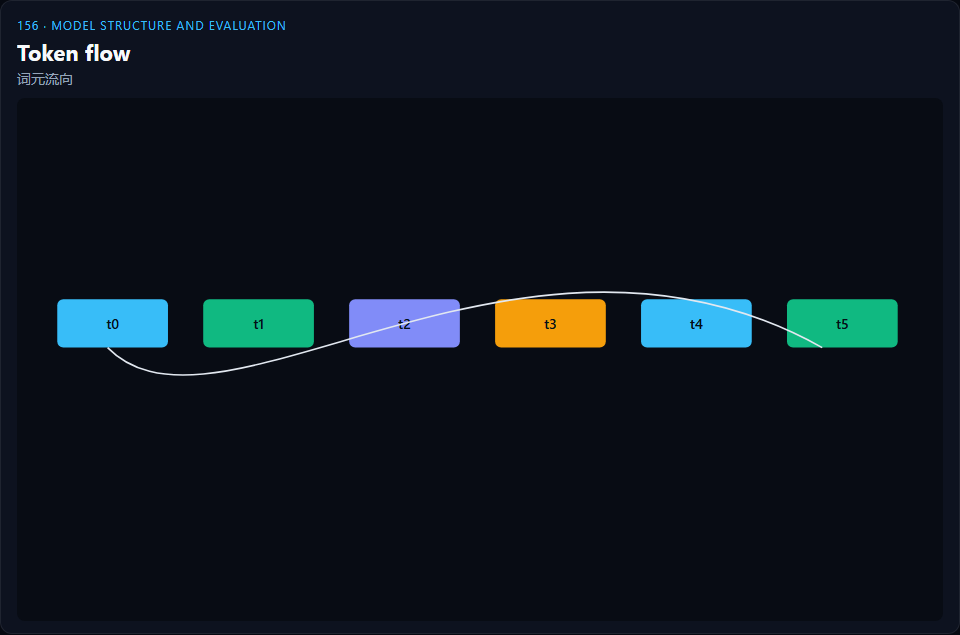 156 · MODEL STRUCTURE AND EVALUATION
Token flow
词元流向
t0 t1 t2 t3 t4 t5